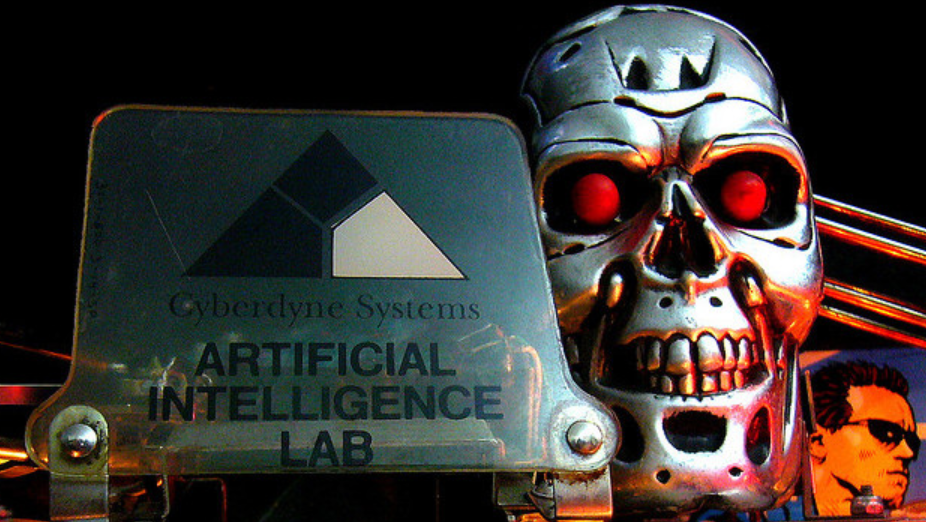 Cyberdyne Systems
ARTIFICIAL
INTELLIGENCE
LAB